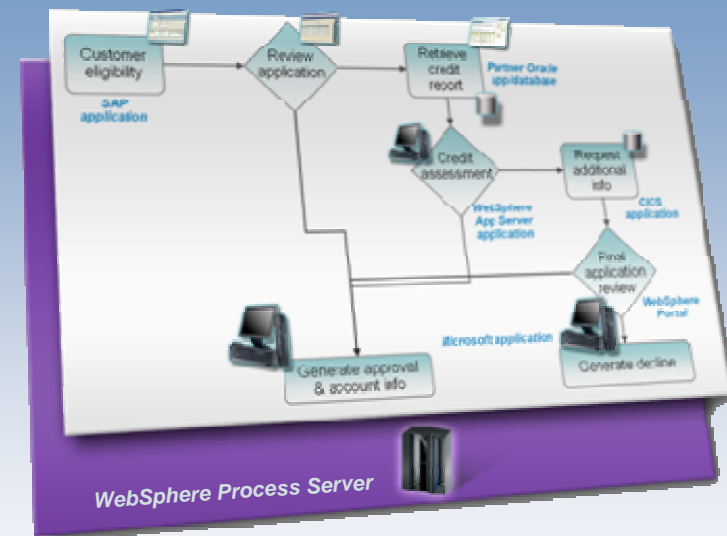 Customer
eligibility
SAP
application
Review
application
Retrieve
credit
report
Partner Oracle
app/database
Credit
assessment
WebSphere
App Server
application
Request
additional
info
CICS
application
Final
application
review
WebSphere
Portal
Microsoft application
Generate approval
& account info
Generate decline
WebSphere Process Server